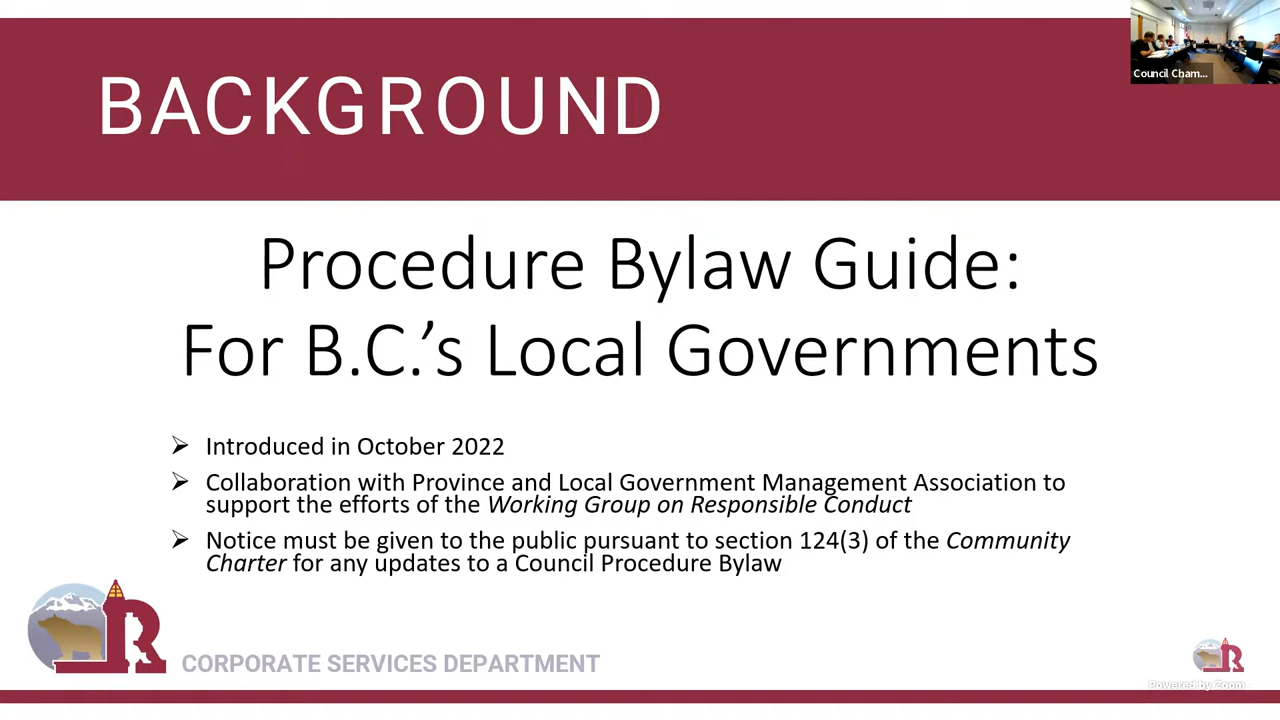 Council Cham...
BACKGROUND
Procedure Bylaw Guide:
For B.C.’s Local Governments
➢ Introduced in October 2022
➢ Collaboration with Province and Local Government Management Association to
support the efforts of the Working Group on Responsible Conduct
➢ Notice must be given to the public pursuant to section 124(3) of the Community
Charter for any updates to a Council Procedure Bylaw
R
CORPORATE SERVICES DEPARTMENT
R
Powered by Zoom